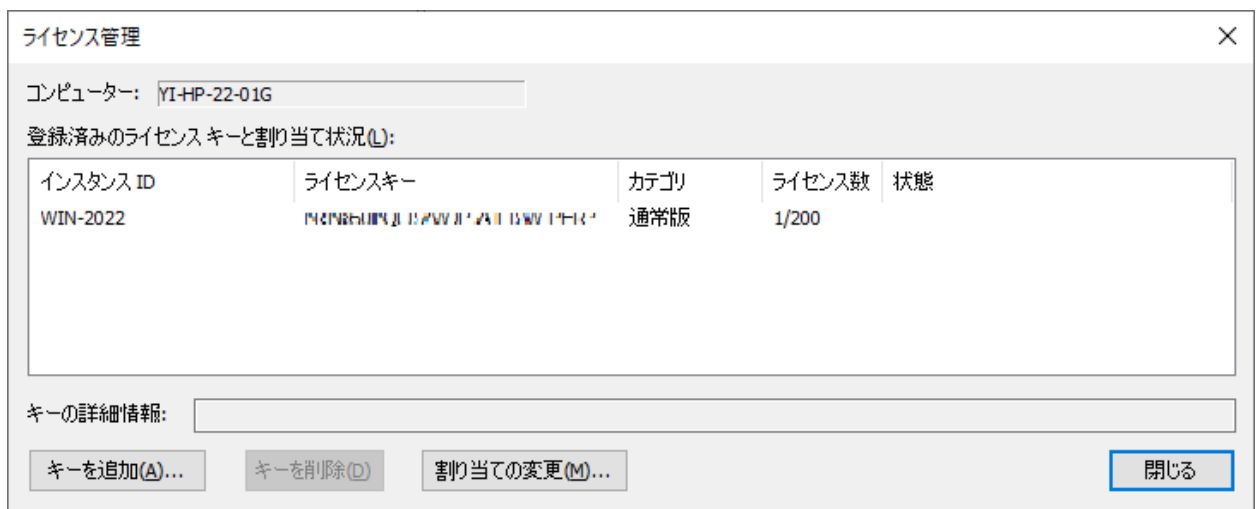 ライセンス管理
コンピューター: YI-HP-22-01G
登録済みのライセンス キーと割り当て状況(L):
インスタンス ID ライセンスキー カテゴリ ライセンス数 状態
WIN-2022 通常版 1/200
キーの詳細情報:
キーを追加(A)... キーを削除(D) 割り当ての変更(M)... 閉じる